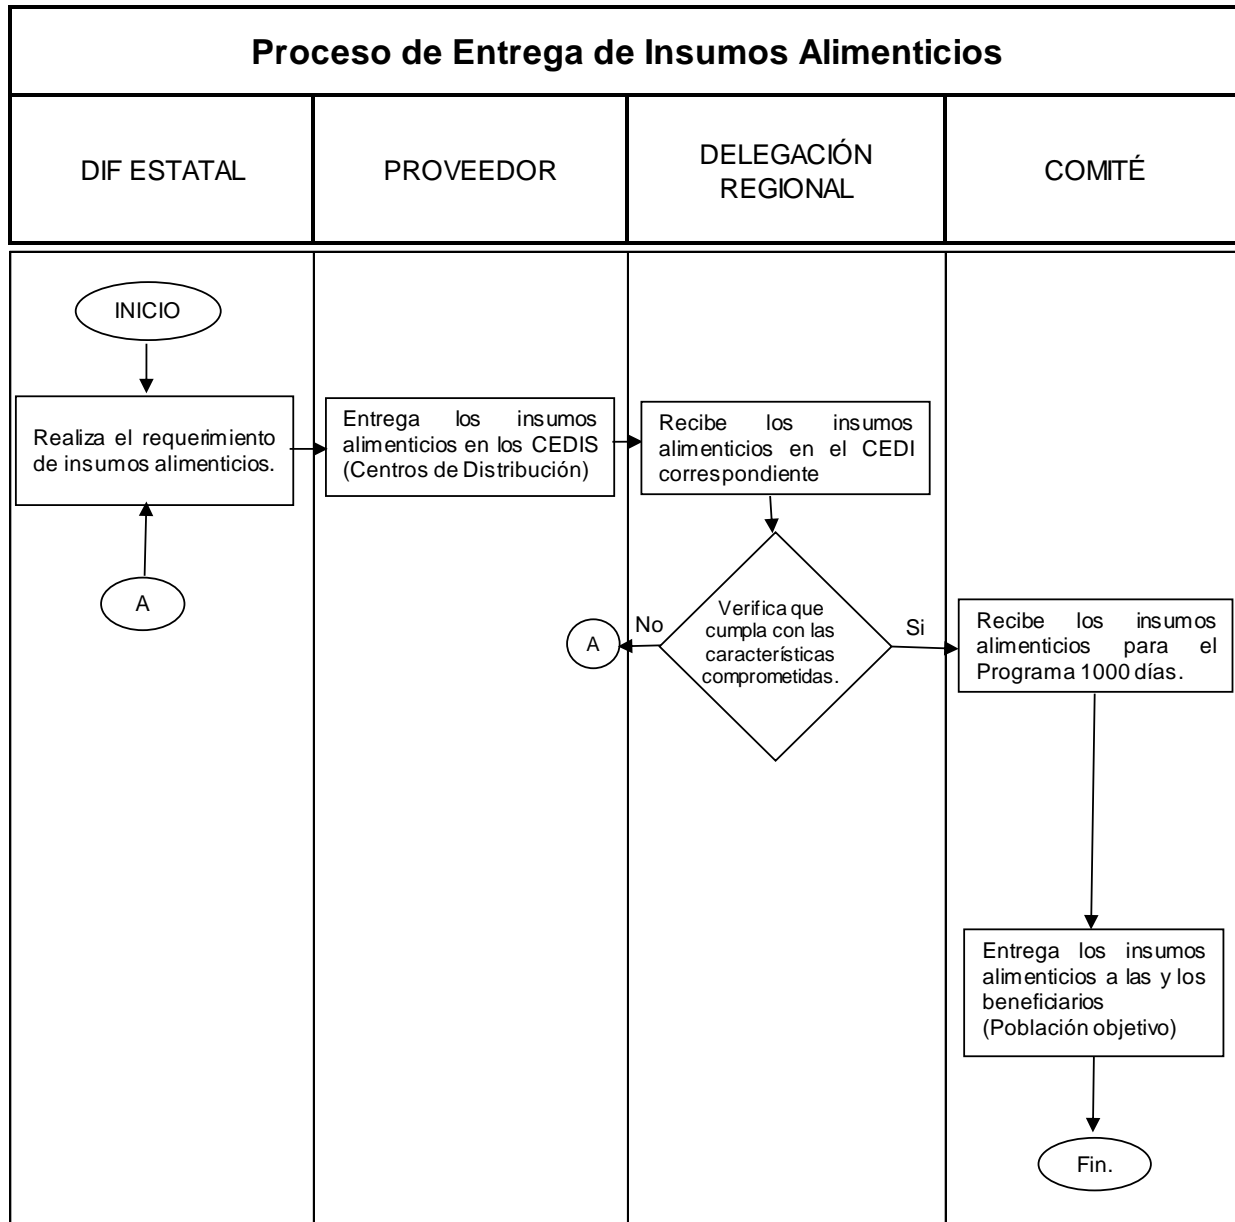 Proceso de Entrega de Insumos Alimenticios
DIF ESTATAL
PROVEEDOR
DELEGACIÓN
REGIONAL
COMITÉ
INICIO
Realiza el requerimiento
de insumos alimenticios.
A
Entrega los insumos
alimenticios en los CEDIS
(Centros de Distribución)
Recibe los insumos
alimenticios en el CEDI
correspondiente
Verifica que
cumpla con las
características
comprometidas.
No
A
Si
Recibe los insumos
alimenticios para el
Programa 1000 días.
Entrega los insumos
alimenticios a las y los
beneficiarios
(Población objetivo)
Fin.